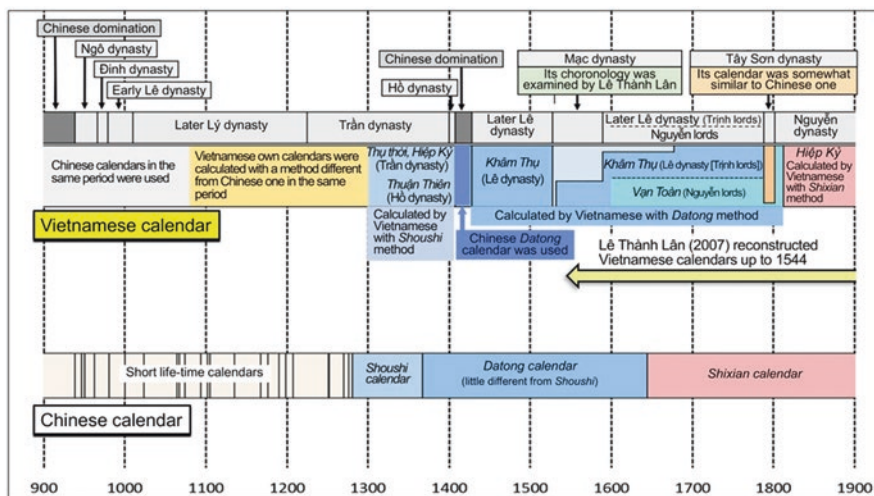 Chinese domination
Ngô dynasty
Đinh dynasty
Early Lê dynasty
Chinese domination
Hồ dynasty
Mạc dynasty
Its choronology was
examined by Lê Thành Lân
Tây Sơn dynasty
Its calendar was somewhat
similar to Chinese one
Later Lý dynasty
Trần dynasty
Later Lê
dynasty
Later Lê dynasty (Trịnh lords)
Nguyễn lords
Nguyễn
dynasty
Chinese calendars in the
same period were used
Vietnamese own calendars were
calculated with a method different
from Chinese one in the same
period
Thụ thời, Hiệp Kỷ
(Trần dynasty)
Thuận Thiên
(Hồ dynasty)
Calculated by
Vietnamese
with Shoushi
method
Khâm Thụ
(Lê dynasty)
Khâm Thụ (Lê dynasty [Trịnh lords])
Vạn Toàn (Nguyễn lords)
Hiệp Kỷ
Calculated by
Vietnamese
with Shixian
method
Calculated by Vietnamese with Datong method
Chinese Datong
calendar was used
Vietnamese calendar
Lê Thành Lân (2007) reconstructed
Vietnamese calendars up to 1544
Short life-time calendars
Shoushi
calendar
Datong calendar
(little different from Shoushi)
Shixian calendar
Chinese calendar
900 1000 1100 1200 1300 1400 1500 1600 1700 1800 1900